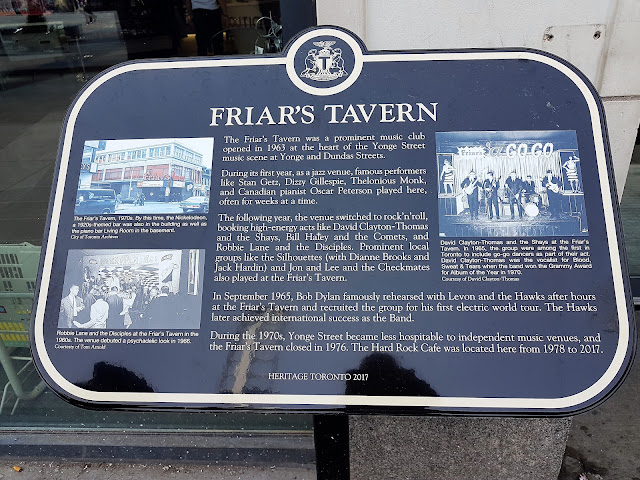 FRIAR'S TAVERN
The Friar's Tavern was a prominent music club
opened in 1963 at the heart of the Yonge Street
music scene at Yonge and Dundas Streets.
During its first year, as a jazz venue, famous performers
like Stan Getz, Dizzy Gillespie, Thelonious Monk,
and Canadian pianist Oscar Peterson played here,
often for weeks at a time.
The following year, the venue switched to rock'n'roll,
booking high-energy acts like David Clayton-Thomas
and the Shays, Bill Haley and the Comets, and
Robbie Lane and the Disciples. Prominent local
groups like the Silhouettes (with Dianne Brooks and
Jack Hardin) and Jon and Lee and the Checkmates
also played at the Friar's Tavern.
In September 1965, Bob Dylan famously rehearsed with Levon and the Hawks after hours
at the Friar's Tavern and recruited the group for his first electric world tour. The Hawks
later achieved international success as the Band.
During the 1970s, Yonge Street became less hospitable to independent music venues, and
the Friar's Tavern closed in 1976. The Hard Rock Cafe was located here from 1978 to 2017.
HERITAGE TORONTO 2017
The Friar's Tavern, 1970s. By this time, the Nickelodeon,
a 1920s-themed bar was also in the building as well as
the piano bar Living Room in the basement.
City of Toronto Archives
Robbie Lane and the Disciples at the Friar's Tavern in the
1960s. The venue debuted a psychadelic look in 1966.
Courtesy of Tom Arnold
GO GO
David Clayton-Thomas and the Shays at the Friar's
Tavern. In 1965, the group were among the first in
Toronto to include go-go dancers as part of their act.
David Clayton-Thomas was the vocalist for Blood,
Sweat & Tears when the band won the Grammy Award
for Album of the Year in 1970.
Courtesy of David Clayton-Thomas